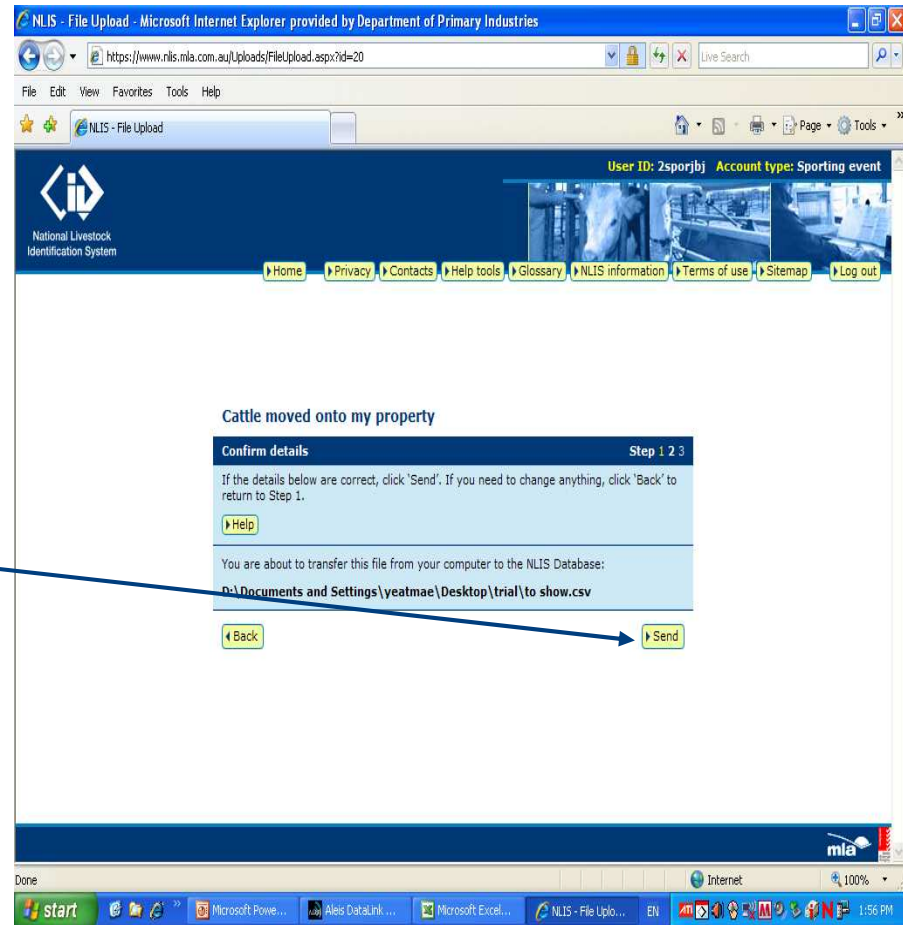 NLIS - File Upload - Microsoft Internet Explorer provided by Department of Primary Industries
https://www.nlis.mla.com.au/Uploads/FileUpload.aspx?id=20
Live Search
File Edit View Favorites Tools Help
NLIS - File Upload
Page Tools
User ID: 2sporjbj Account type: Sporting event
National Livestock
Identification System
Home Privacy Contacts Help tools Glossary NLIS information Terms of use Sitemap Log out
Cattle moved onto my property
Confirm details Step 1 2 3
If the details below are correct, click 'Send'. If you need to change anything, click 'Back' to
return to Step 1.
Help
You are about to transfer this file from your computer to the NLIS Database:
D:\Documents and Settings\yeatmae\Desktop\trial\to show.csv
Back Send
mla
Done Internet 100%
start Microsoft Powe... Aleis DataLink ... Microsoft Excel... NLIS - File Uplo... EN 1:56 PM